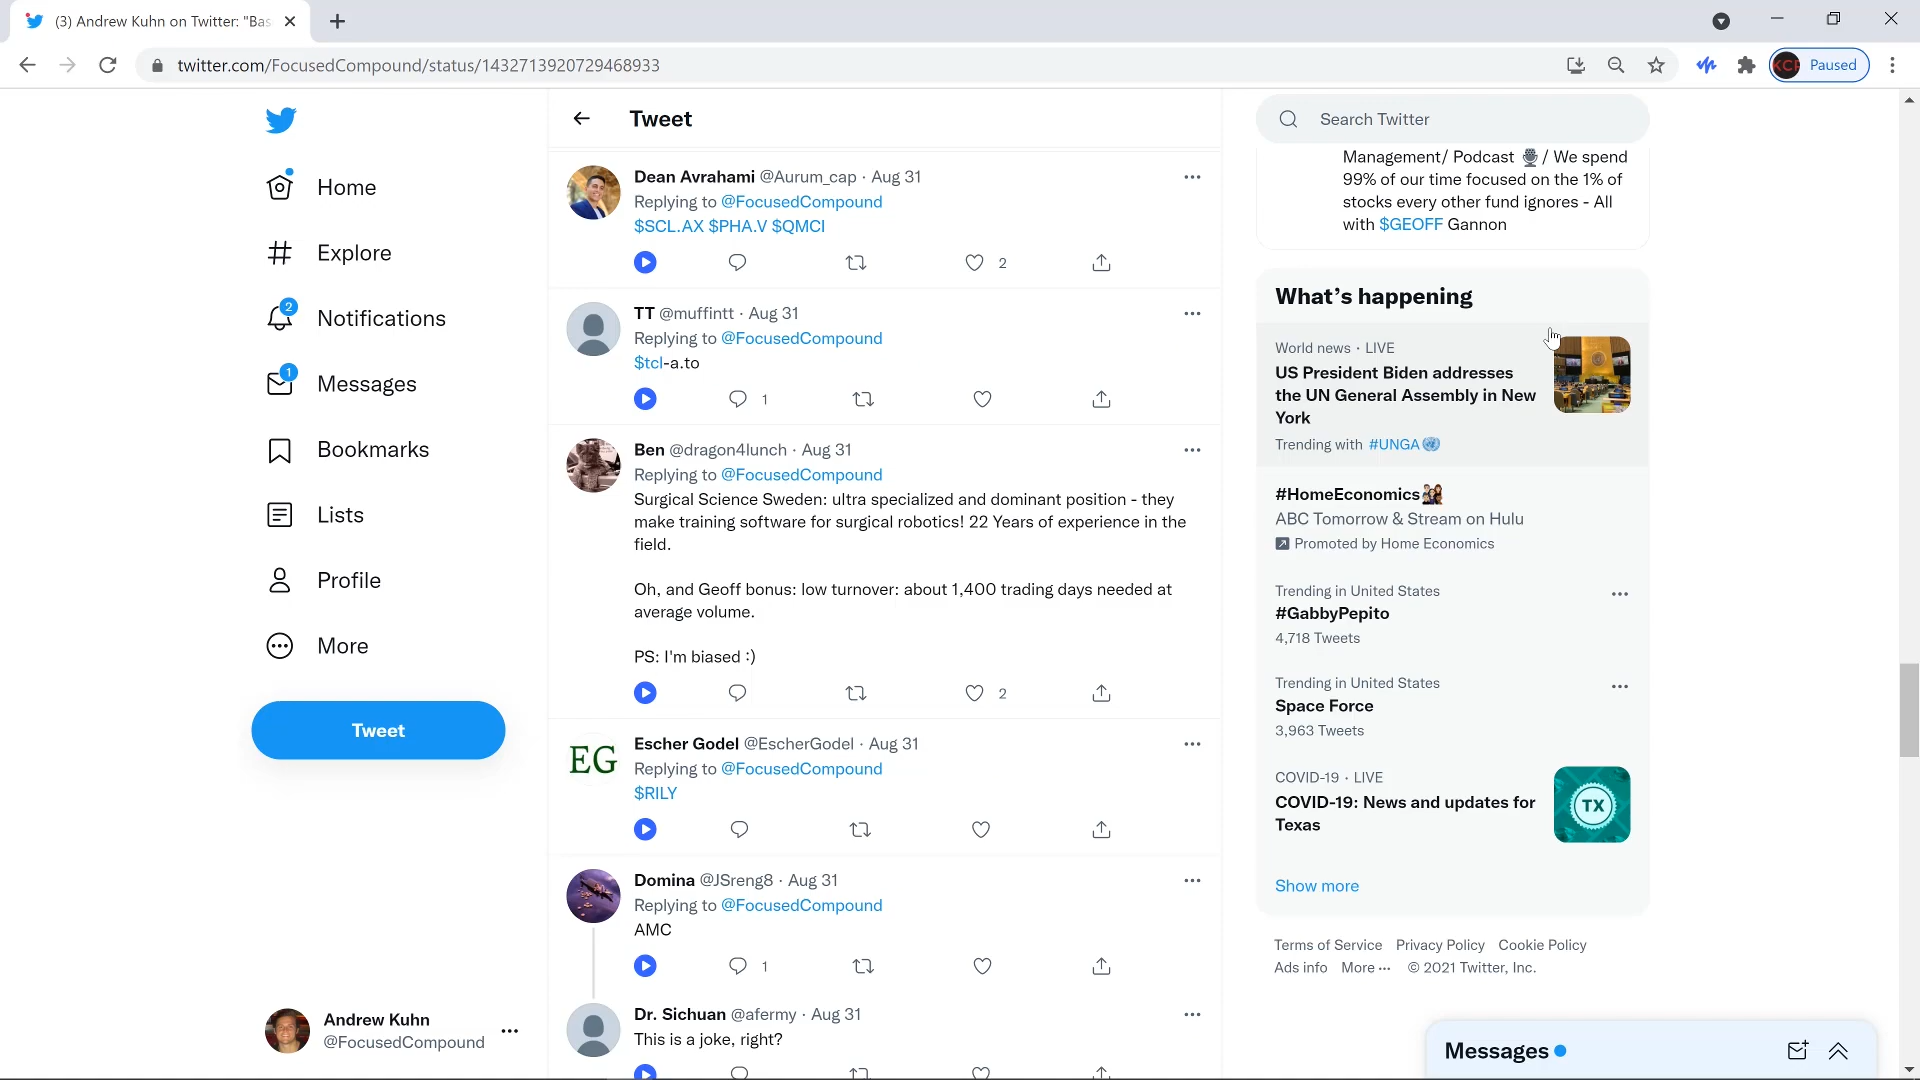 (3) Andrew Kuhn on Twitter: "Bas
twitter.com/FocusedCompound/status/1432713920729468933
KCP
Paused
Home
Explore
2
Notifications
1
Messages
Bookmarks
Lists
Profile
More
Tweet
Andrew Kuhn
@FocusedCompound
Tweet
Dean Avrahami @Aurum_cap · Aug 31
Replying to @FocusedCompound
$SCL.AX $PHA.V $QMCI
2
TT @muffintt · Aug 31
Replying to @FocusedCompound
$tcl-a.to
1
Ben @dragon4lunch · Aug 31
Replying to @FocusedCompound
Surgical Science Sweden: ultra specialized and dominant position - they
make training software for surgical robotics! 22 Years of experience in the
field.
Oh, and Geoff bonus: low turnover: about 1,400 trading days needed at
average volume.
PS: I'm biased :)
2
EG
Escher Godel @EscherGodel · Aug 31
Replying to @FocusedCompound
$RILY
Domina @JSreng8 · Aug 31
Replying to @FocusedCompound
AMC
1
Dr. Sichuan @afermy · Aug 31
This is a joke, right?
Search Twitter
Management/ Podcast 🎙️/ We spend
99% of our time focused on the 1% of
stocks every other fund ignores - All
with $GEOFF Gannon
What's happening
World news · LIVE
US President Biden addresses
the UN General Assembly in New
York
Trending with #UNGA
#HomeEconomics
ABC Tomorrow & Stream on Hulu
Promoted by Home Economics
Trending in United States
#GabbyPepito
4,718 Tweets
Trending in United States
Space Force
3,963 Tweets
COVID-19 · LIVE
COVID-19: News and updates for
Texas
TX
Show more
Terms of Service Privacy Policy Cookie Policy
Ads info More ··· © 2021 Twitter, Inc.
Messages